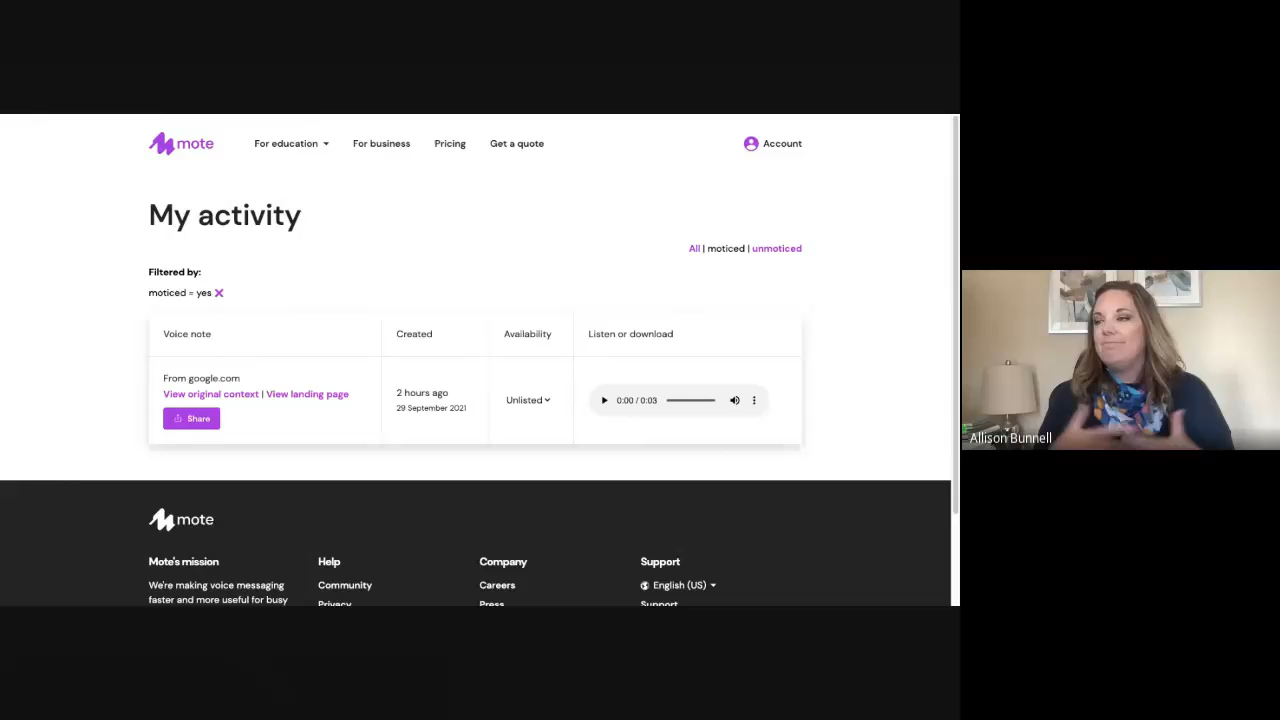 mote
For education
For business
Pricing
Get a quote
Account
My activity
All | moticed | unmoticed
Filtered by:
moticed = yes
Voice note
Created
Availability
Listen or download
From google.com
View original context | View landing page
Share
2 hours ago
29 September 2021
Unlisted
0:00 / 0:03
Allison Bunnell
mote
Mote's mission
Help
Company
Support
We're making voice messaging
Community
Careers
English (US)
faster and more useful for busy
Privacy
Press
Support